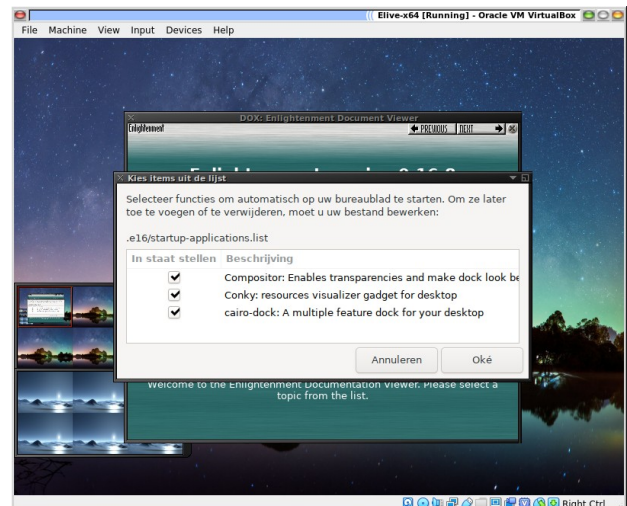 Elive-x64 [Running] - Oracle VM VirtualBox
File Machine View Input Devices Help
DOX: Enlightenment Document Viewer
Enlightenment PREVIOUS NEXT
Kies items uit de lijst
Selecteer functies om automatisch op uw bureaublad te starten. Om ze later
toe te voegen of te verwijderen, moet u uw bestand bewerken:
.e16/startup-applications.list
In staat stellen Beschrijving
Compositor: Enables transparencies and make dock look be
Conky: resources visualizer gadget for desktop
cairo-dock: A multiple feature dock for your desktop
Annuleren Oké
Welcome to the Enlightenment Documentation Viewer. Please select a
topic from the list.
Right Ctrl